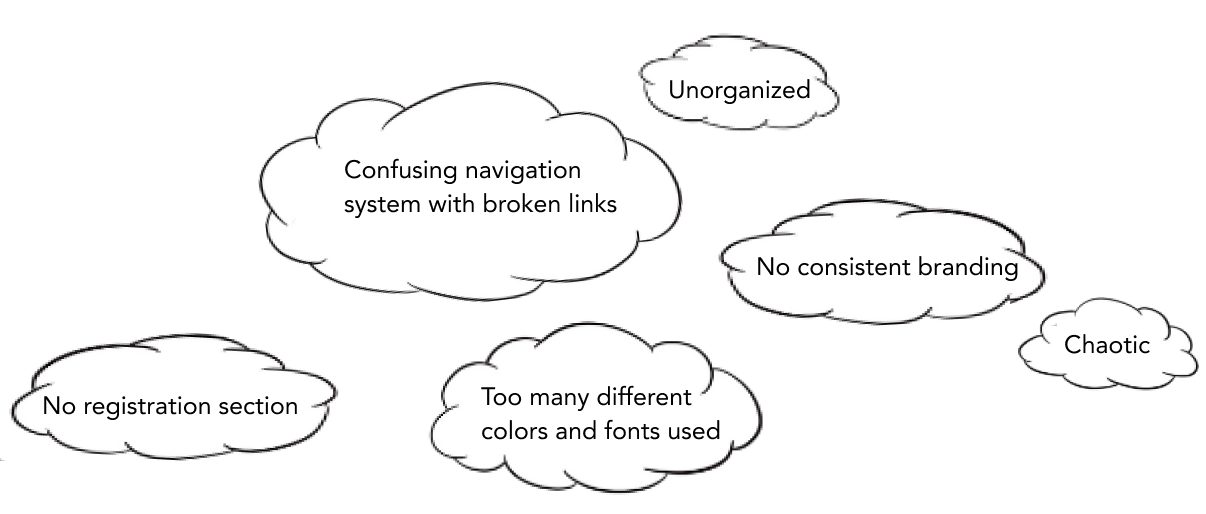 Unorganized
Confusing navigation
system with broken links
No consistent branding
Chaotic
No registration section
Too many different
colors and fonts used